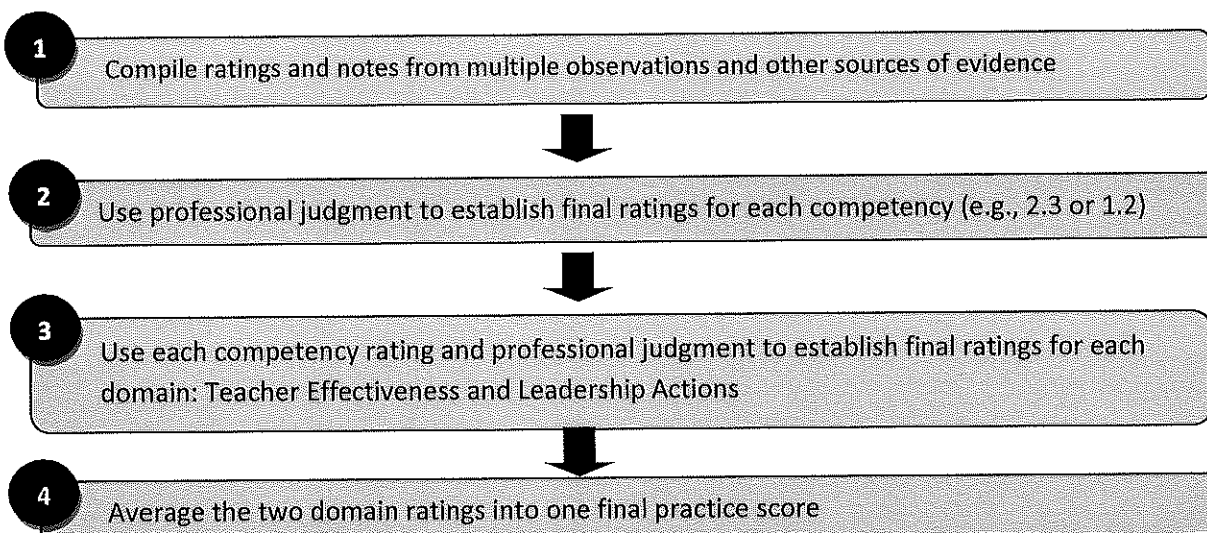 1
Compile ratings and notes from multiple observations and other sources of evidence
2
Use professional judgment to establish final ratings for each competency (e.g., 2.3 or 1.2)
3
Use each competency rating and professional judgment to establish final ratings for each
domain: Teacher Effectiveness and Leadership Actions
4
Average the two domain ratings into one final practice score